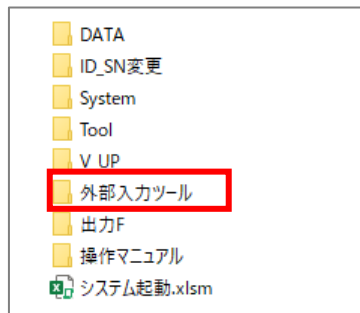 DATA
ID_SN変更
System
Tool
V_UP
外部入力ツール
出力F
操作マニュアル
システム起動.xlsm